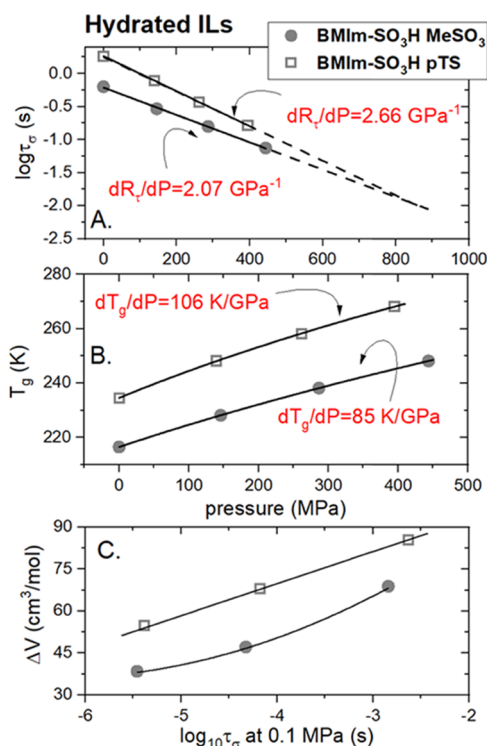 Hydrated ILs
BMIm-SO₃H MeSO₃
BMIm-SO₃H pTS
0 200 400 600 800 1000
0.0
-0.5
-1.0
-1.5
-2.0
-2.5
logτσ (s)
dRτ/dP=2.66 GPa⁻¹
dRτ/dP=2.07 GPa⁻¹
A.
280
260
240
220
Tg (K)
dTg/dP=106 K/GPa
B.
dTg/dP=85 K/GPa
0 100 200 300 400 500
pressure (MPa)
90
75
60
45
30
ΔV (cm³/mol)
C.
-6 -5 -4 -3 -2
log₁₀τσ at 0.1 MPa (s)